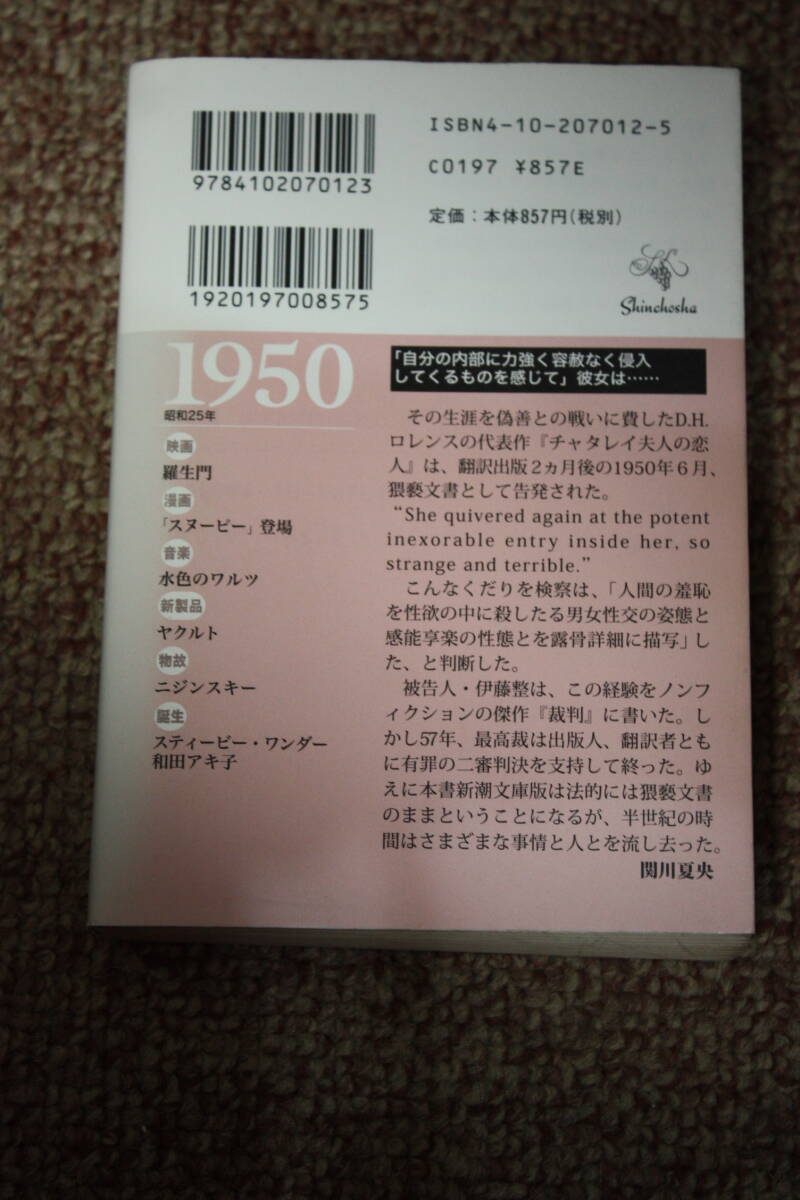 9784102070123
ISBN4-10-207012-5
C0197 ¥857E
定価：本体857円(税別)
1920197008575
Shinchosha
1950
昭和25年
映画
羅生門
漫画
「スヌーピー」登場
音楽
水色のワルツ
新製品
ヤクルト
物故
ニジンスキー
誕生
スティービー・ワンダー
和田アキ子
「自分の内部に力強く容赦なく侵入
してくるものを感じて」彼女は……
その生涯を偽善との戦いに費したD.H.
ロレンスの代表作『チャタレイ夫人の恋
人』は、翻訳出版２ヵ月後の1950年６月、
猥褻文書として告発された。
“She quivered again at the potent
inexorable entry inside her, so
strange and terrible.”
こんなくだりを検察は、「人間の羞恥
を性欲の中に殺したる男女性交の姿態と
感能享楽の性態とを露骨詳細に描写」し
た、と判断した。
被告人・伊藤整は、この経験をノンフ
ィクションの傑作『裁判』に書いた。し
かし57年、最高裁は出版人、翻訳者とも
に有罪の二審判決を支持して終った。ゆ
えに本書新潮文庫版は法的には猥褻文書
のままということになるが、半世紀の時
間はさまざまな事情と人とを流し去った。
関川夏央